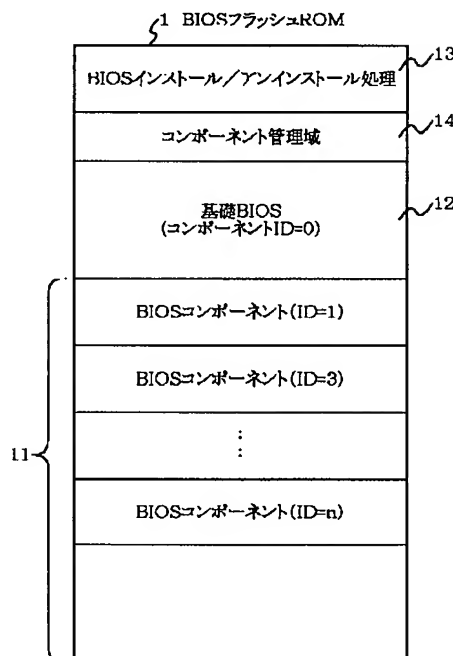 1 BIOSフラッシュROM
BIOSインストール／アンインストール処理
13
コンポーネント管理域
14
基礎BIOS
(コンポーネントID=0)
12
BIOSコンポーネント(ID=1)
BIOSコンポーネント(ID=3)
⋮
BIOSコンポーネント(ID=n)
11